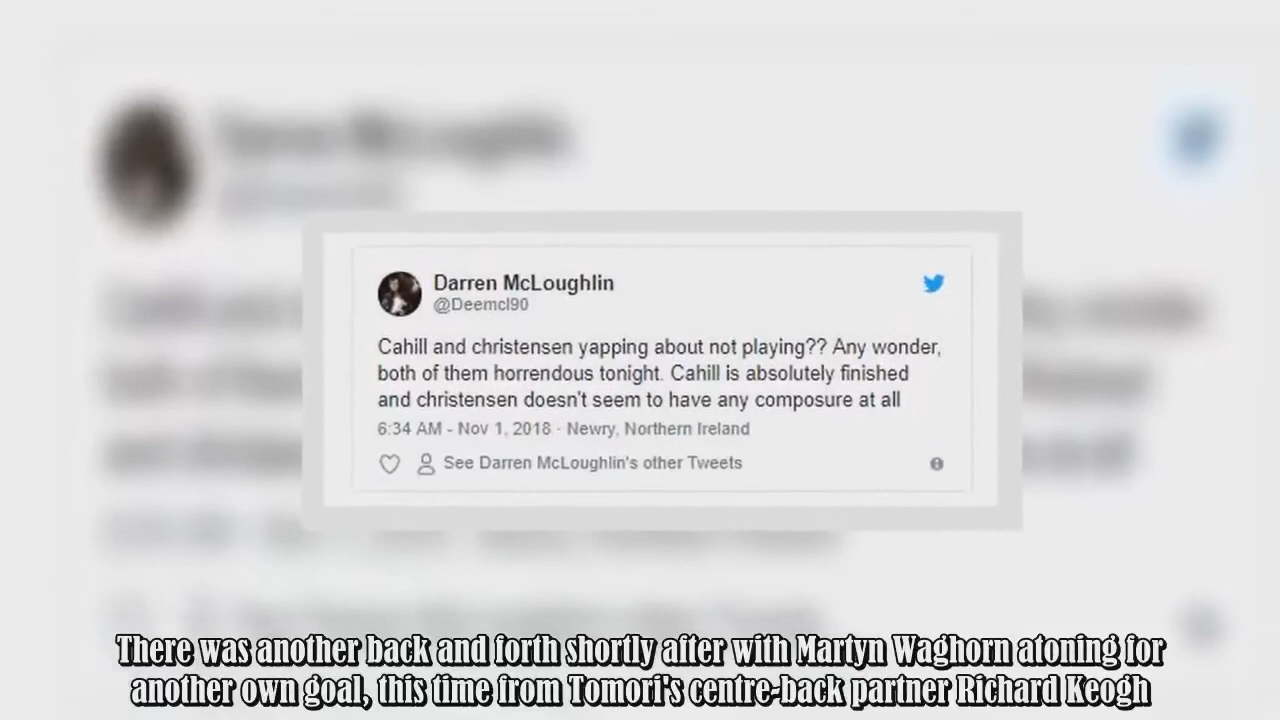 Darren McLoughlin
@Deemcl90
Cahill and christensen yapping about not playing?? Any wonder,
both of them horrendous tonight. Cahill is absolutely finished
and christensen doesn't seem to have any composure at all
6:34 AM - Nov 1, 2018 · Newry, Northern Ireland
See Darren McLoughlin's other Tweets
There was another back and forth shortly after with Martyn Waghorn atoning for
another own goal, this time from Tomori's centre-back partner Richard Keogh